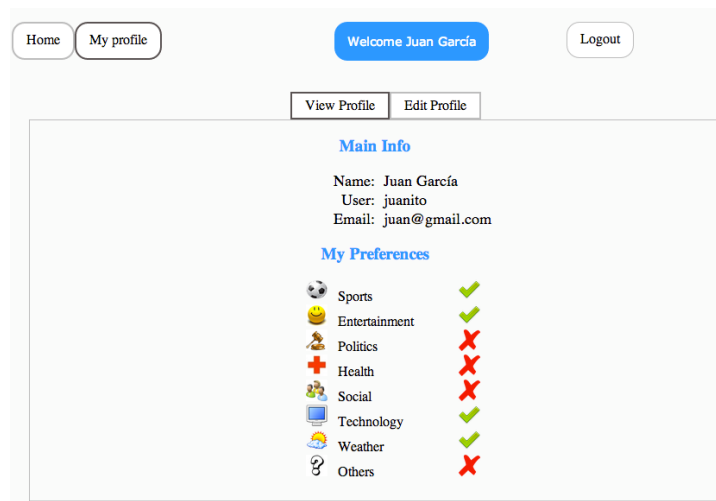 Home My profile Welcome Juan García Logout
View Profile Edit Profile
Main Info
Name: Juan García
User: juanito
Email: juan@gmail.com
My Preferences
Sports
Entertainment
Politics
Health
Social
Technology
Weather
Others